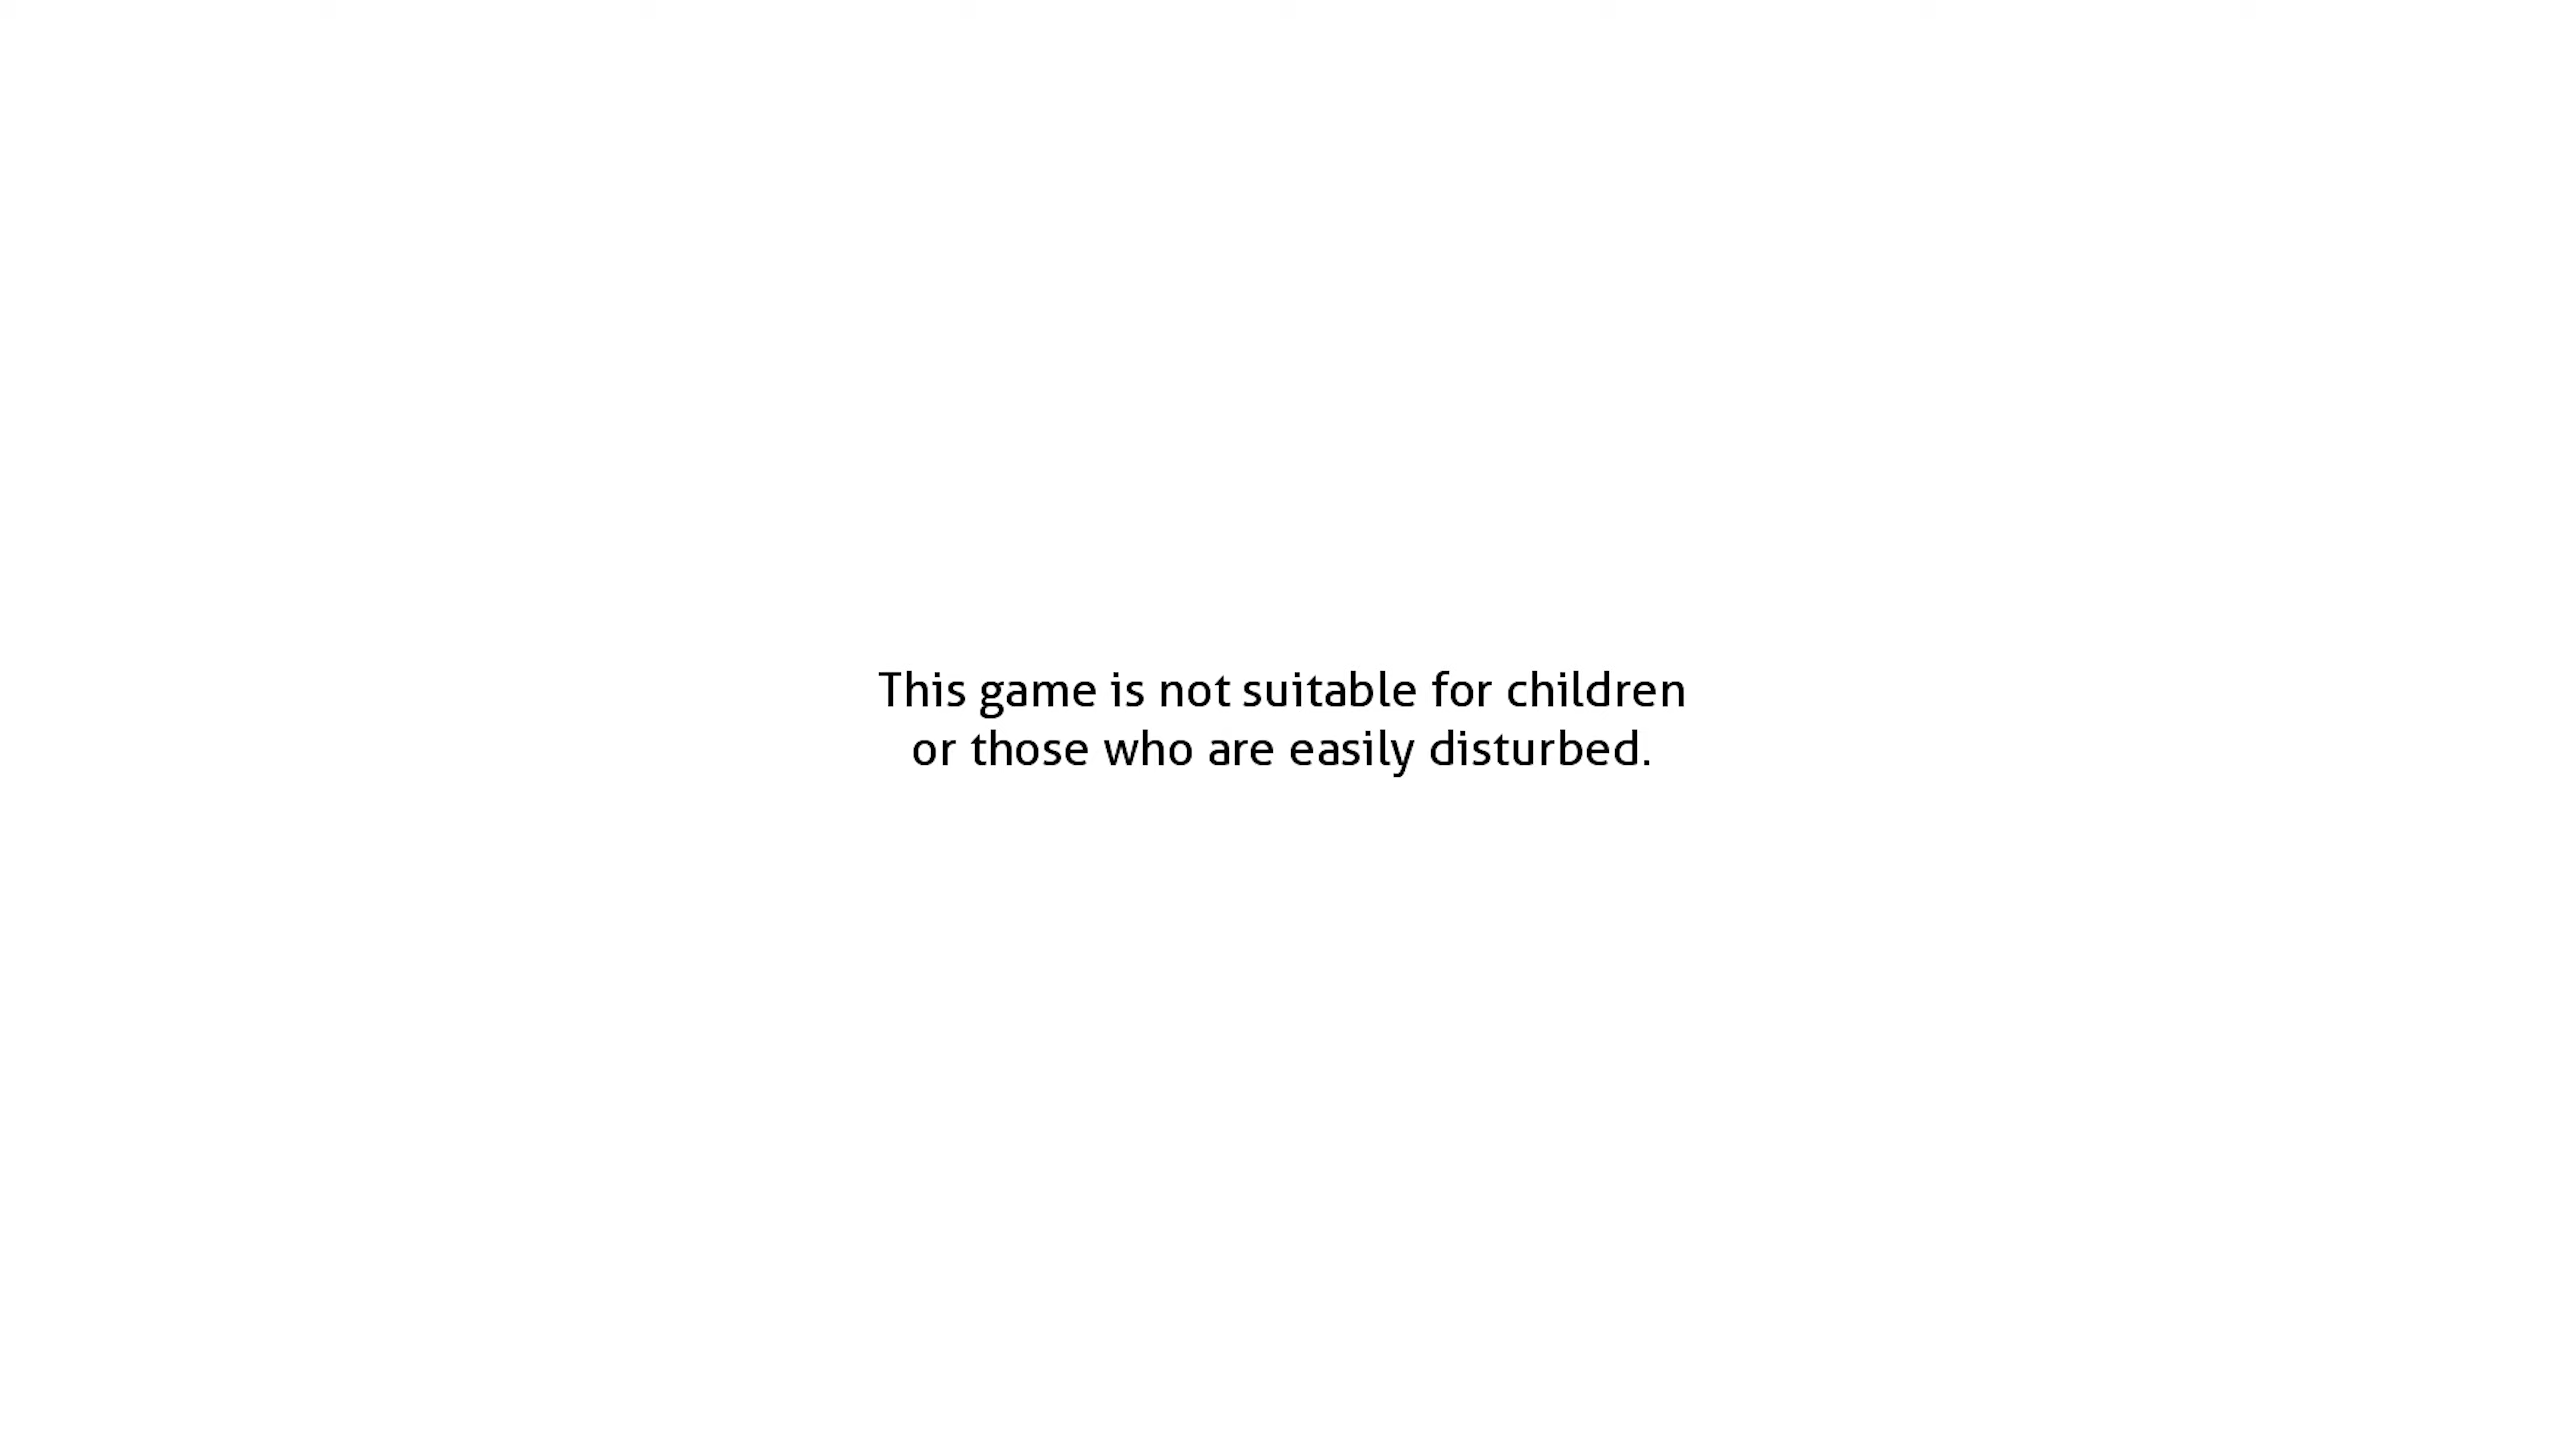 This game is not suitable for children
or those who are easily disturbed.